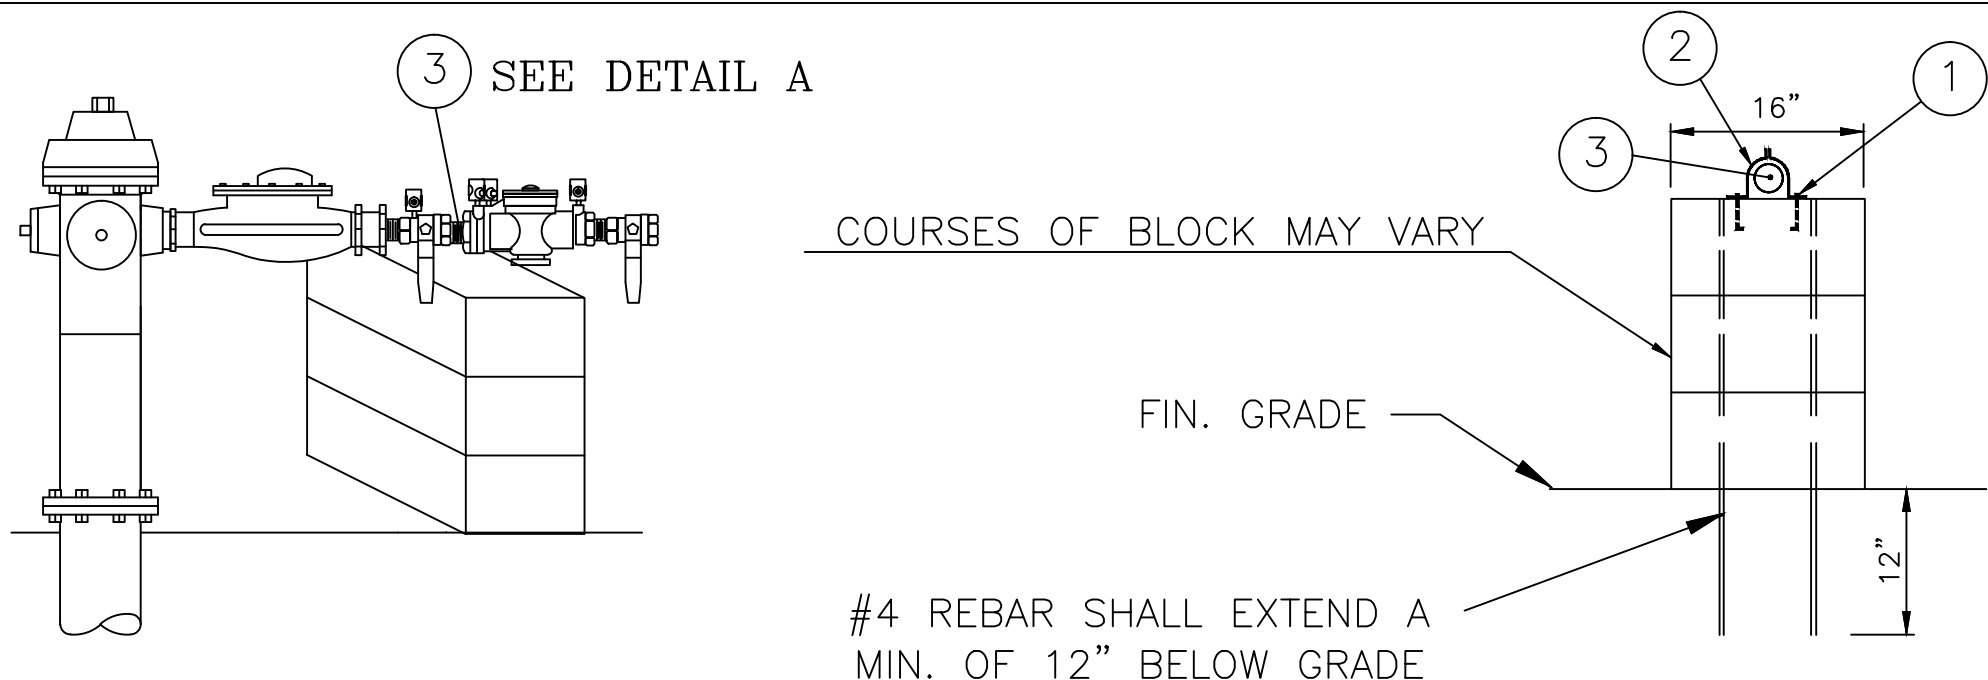 3 SEE DETAIL A
2
1
16”
3
COURSES OF BLOCK MAY VARY
FIN. GRADE
12”
#4 REBAR SHALL EXTEND A
MIN. OF 12” BELOW GRADE